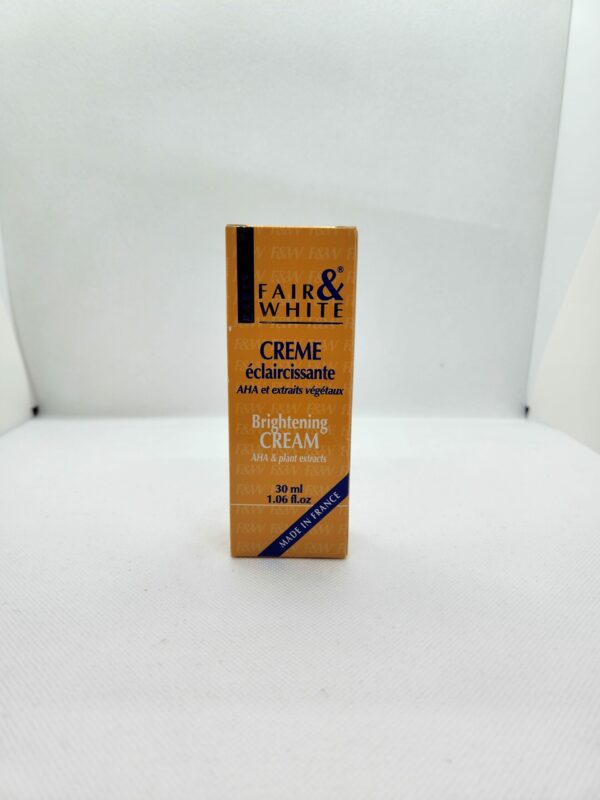 FAIR &®
WHITE
CREME
éclaircissante
AHA et extraits végétaux
Brightening
CREAM
AHA & plant extracts
30 ml
1.06 fl.oz
MADE IN FRANCE